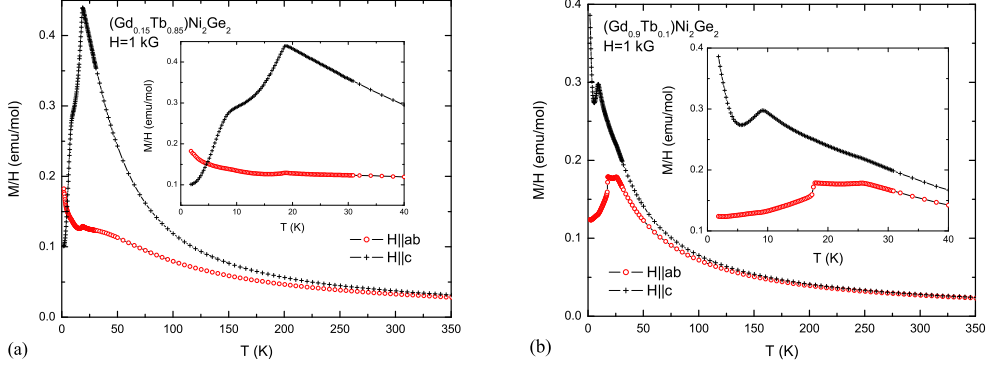 (Gd0.15Tb0.85)Ni2Ge2
H=1 kG
M/H (emu/mol)
0.4
0.3
0.2
0.1
0.0
0 50 100 150 200 250 300 350
T (K)
M/H (emu/mol)
0.4
0.3
0.2
0.1
0 10 20 30 40
T (K)
H||ab
H||c
(a)
(Gd0.9Tb0.1)Ni2Ge2
H=1 kG
M/H (emu/mol)
0.4
0.3
0.2
0.1
0.0
0 50 100 150 200 250 300 350
T (K)
M/H (emu/mol)
0.4
0.3
0.2
0.1
0 10 20 30 40
T (K)
H||ab
H||c
(b)